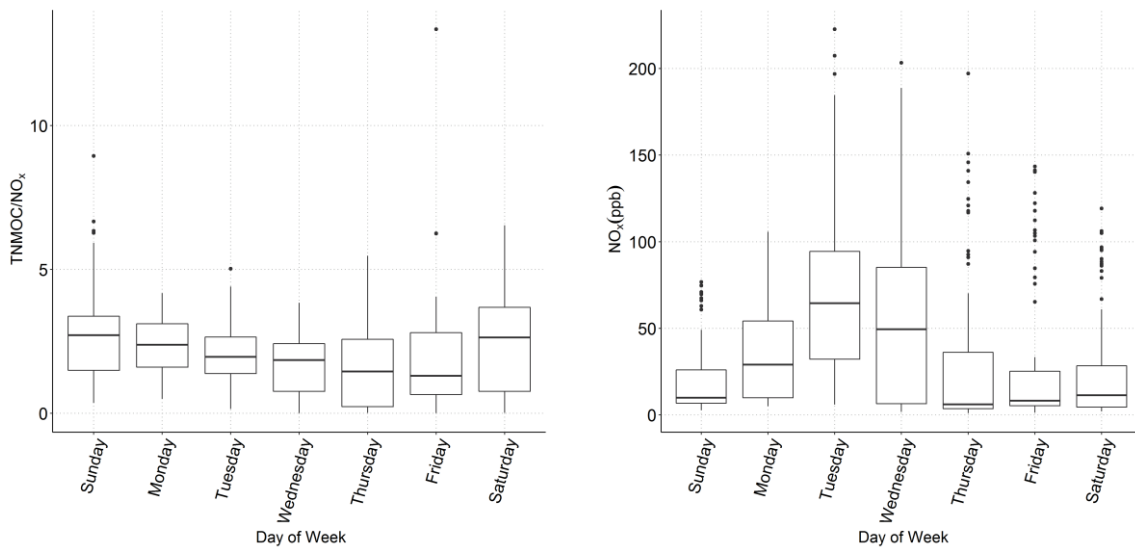 TNMOC/NOₓ
10
5
0
Sunday
Monday
Tuesday
Wednesday
Thursday
Friday
Saturday
Day of Week
NOₓ(ppb)
200
150
100
50
0
Sunday
Monday
Tuesday
Wednesday
Thursday
Friday
Saturday
Day of Week